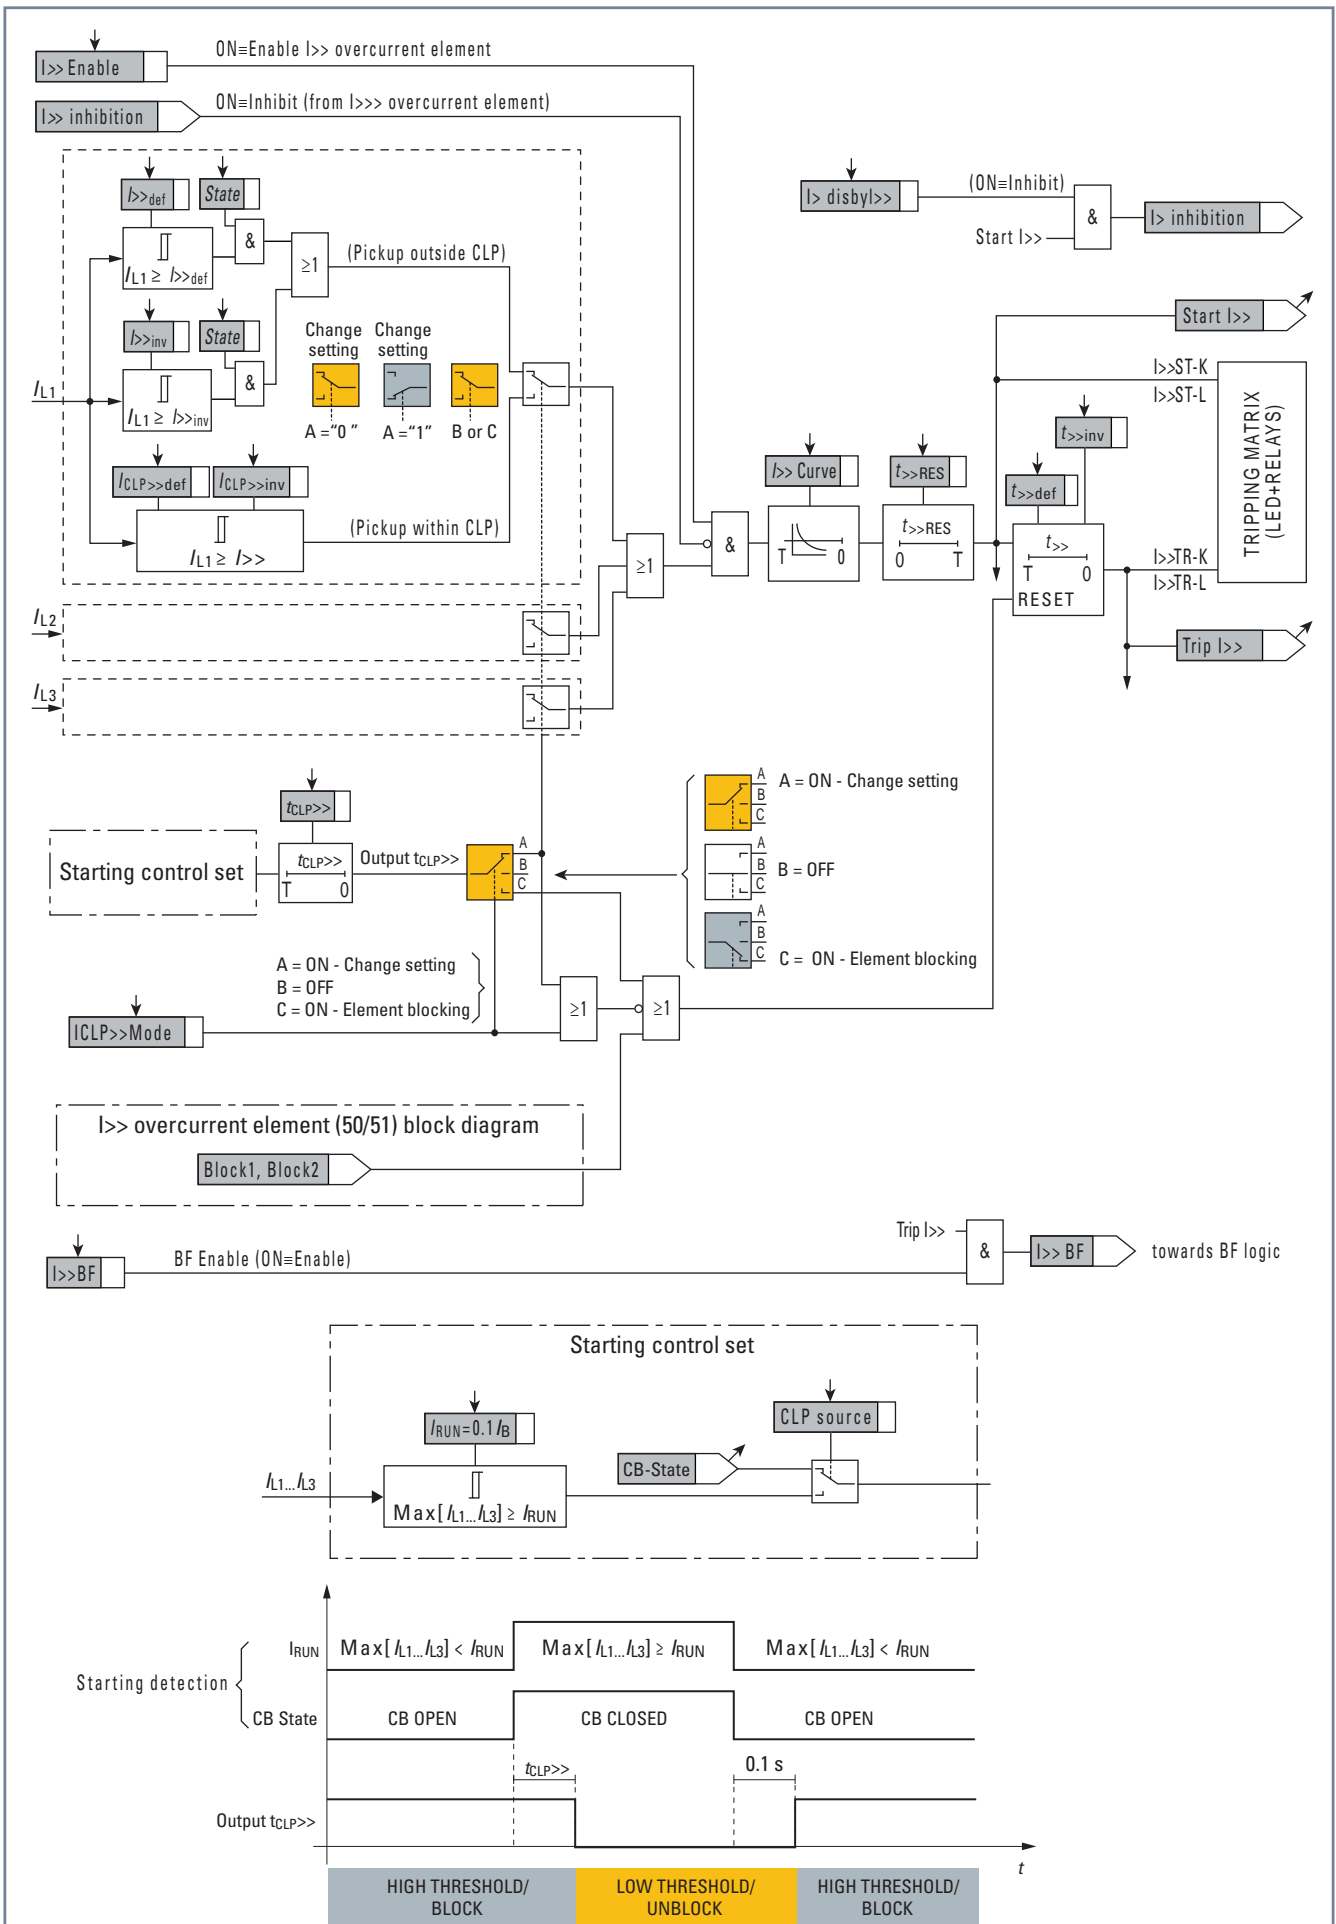 I>> Enable
ON≡Enable I>> overcurrent element
I>> inhibition
ON≡Inhibit (from I>>> overcurrent element)
I>>def
State
IL1 ≥ I>>def
&
≥1
(Pickup outside CLP)
I>>inv
State
IL1 ≥ I>>inv
&
IL1
Change setting
A ="0 "
Change setting
A ="1"
B or C
ICLP>>def
ICLP>>inv
IL1 ≥ I>>
(Pickup within CLP)
IL2
IL3
≥1
&
I>> Curve
T 0
t>>RES
t>>RES
0 T
I> disbyI>>
(ON≡Inhibit)
Start I>>
&
I> inhibition
Start I>>
I>>ST-K
I>>ST-L
t>>inv
t>>def
t>>
T 0
RESET
I>>TR-K
I>>TR-L
TRIPPING MATRIX
(LED+RELAYS)
Trip I>>
tCLP>>
Starting control set
tCLP>>
T 0
Output tCLP>>
A
B
C
A
B
C
A = ON - Change setting
A
B
C
B = OFF
A
B
C
C = ON - Element blocking
A = ON - Change setting
B = OFF
C = ON - Element blocking
ICLP>>Mode
≥1
≥1
I>> overcurrent element (50/51) block diagram
Block1, Block2
I>>BF
BF Enable (ON≡Enable)
Trip I>>
&
I>> BF
towards BF logic
Starting control set
IRUN=0.1 IB
CLP source
CB-State
IL1...IL3
Max[IL1...IL3] ≥ IRUN
Starting detection
IRUN
Max[IL1...IL3] < IRUN
Max[IL1...IL3] ≥ IRUN
Max[IL1...IL3] < IRUN
CB State
CB OPEN
CB CLOSED
CB OPEN
tCLP>>
0.1 s
Output tCLP>>
t
HIGH THRESHOLD/
BLOCK
LOW THRESHOLD/
UNBLOCK
HIGH THRESHOLD/
BLOCK